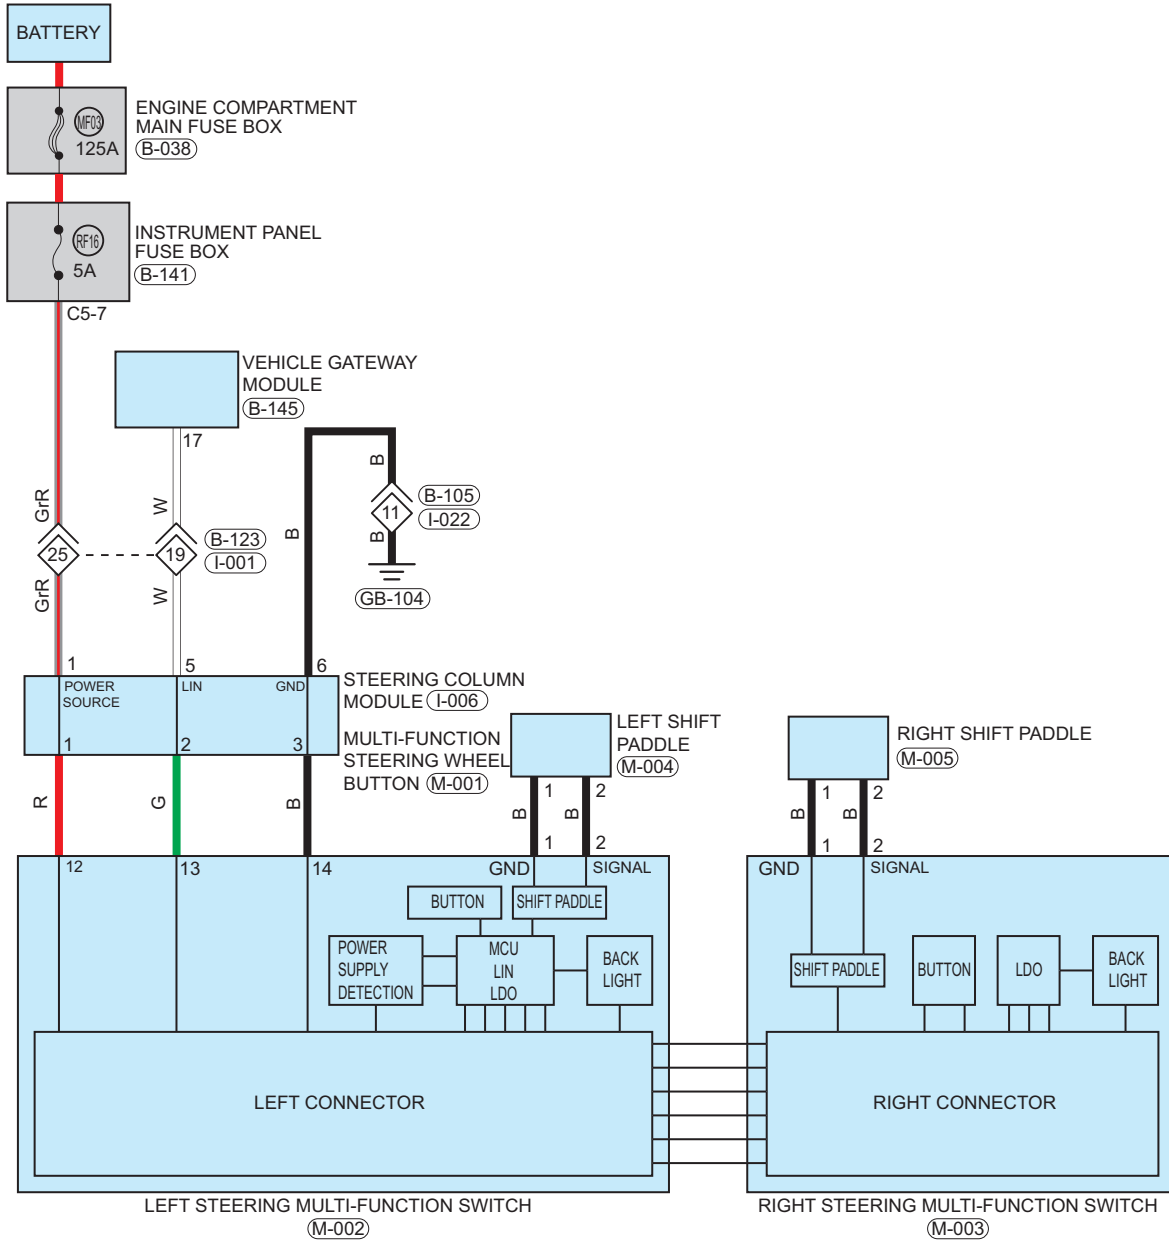 BATTERY
MF03
125A
ENGINE COMPARTMENT
MAIN FUSE BOX
B-038
RF16
5A
INSTRUMENT PANEL
FUSE BOX
B-141
C5-7
VEHICLE GATEWAY
MODULE
B-145
17
GrR
W
B
B
B-105
I-022
11
B
GB-104
25
19
B-123
I-001
GrR
W
1
5
6
POWER
SOURCE
LIN
GND
STEERING COLUMN
MODULE I-006
1
2
3
MULTI-FUNCTION
STEERING WHEEL
BUTTON M-001
LEFT SHIFT
PADDLE
M-004
RIGHT SHIFT PADDLE
M-005
R
G
B
1
2
B
B
1
2
1
2
B
B
1
2
12
13
14
GND
SIGNAL
GND
SIGNAL
BUTTON
SHIFT PADDLE
POWER
SUPPLY
DETECTION
MCU
LIN
LDO
BACK
LIGHT
SHIFT PADDLE
BUTTON
LDO
BACK
LIGHT
LEFT CONNECTOR
RIGHT CONNECTOR
LEFT STEERING MULTI-FUNCTION SWITCH
M-002
RIGHT STEERING MULTI-FUNCTION SWITCH
M-003